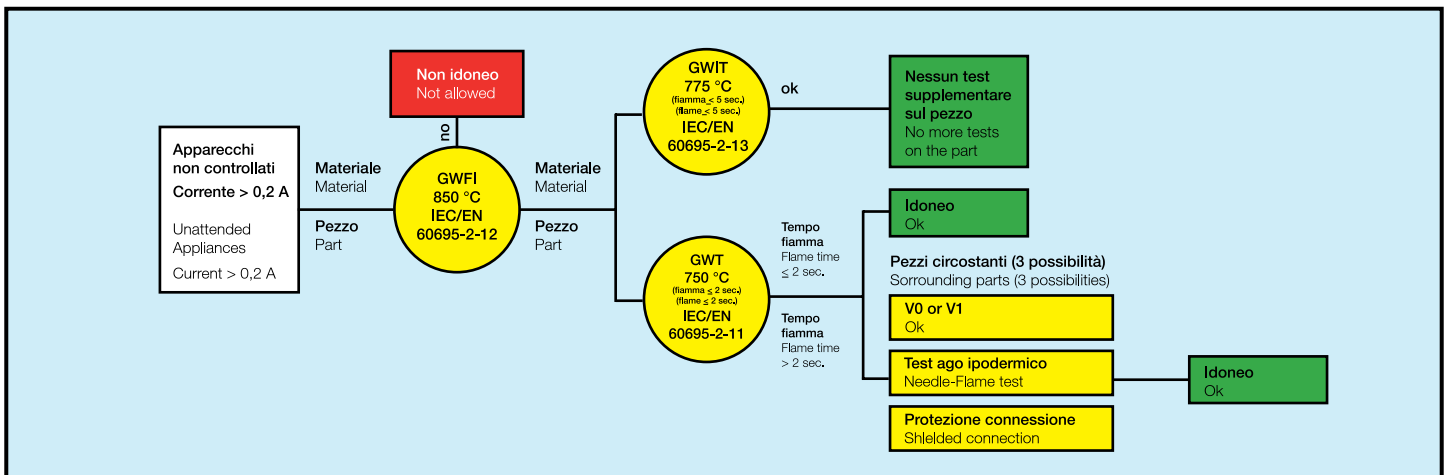 Apparecchi
non controllati
Corrente > 0,2 A
Unattended
Appliances
Current > 0,2 A
Materiale
Material
Pezzo
Part
Non idoneo
Not allowed
no
GWFI
850 °C
IEC/EN
60695-2-12
Materiale
Material
Pezzo
Part
GWIT
775 °C
(fiamma < 5 sec.)
(flame < 5 sec.)
IEC/EN
60695-2-13
ok
Nessun test
supplementare
sul pezzo
No more tests
on the part
GWT
750 °C
(fiamma ≤ 2 sec.)
(flame ≤ 2 sec.)
IEC/EN
60695-2-11
Tempo
fiamma
Flame time
≤ 2 sec.
Idoneo
Ok
Tempo
fiamma
Flame time
> 2 sec.
Pezzi circostanti (3 possibilità)
Sorrounding parts (3 possibilities)
V0 or V1
Ok
Test ago ipodermico
Needle-Flame test
Idoneo
Ok
Protezione connessione
Shielded connection